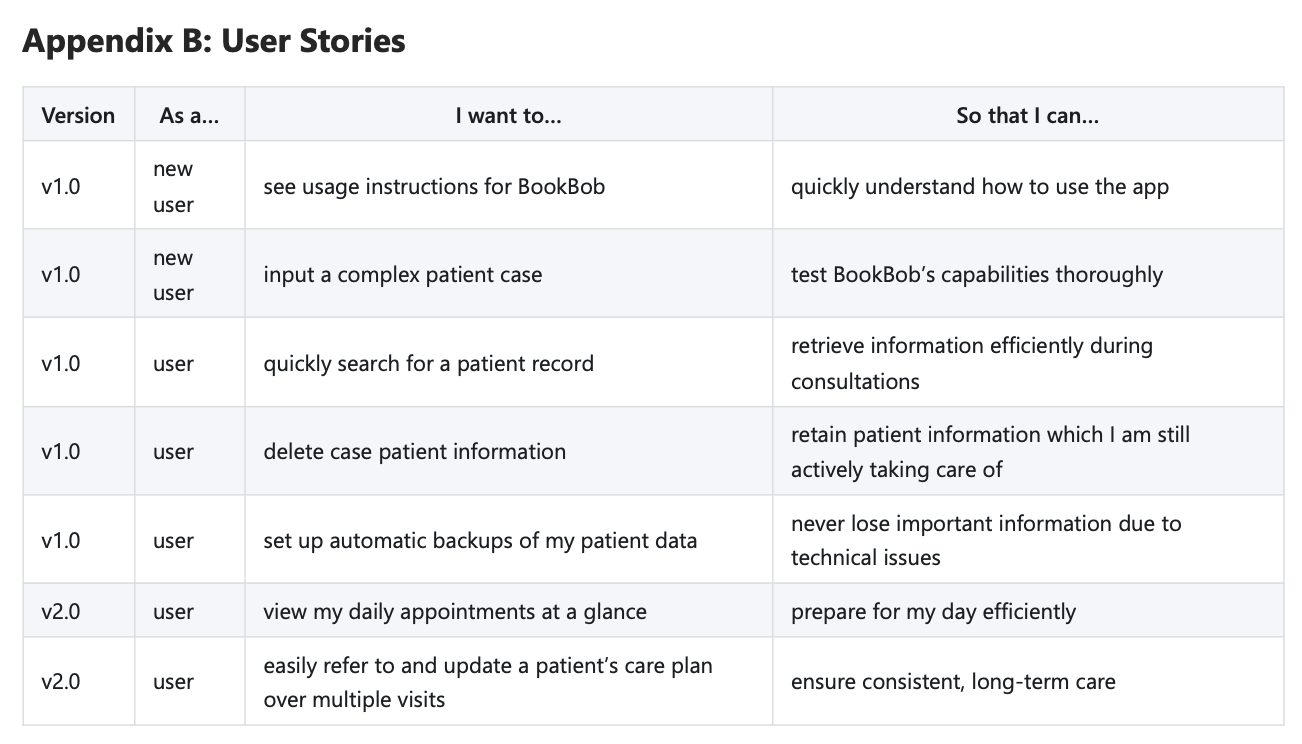 Appendix B: User Stories
Version As a... I want to... So that I can...
v1.0 new user see usage instructions for BookBob quickly understand how to use the app
v1.0 new user input a complex patient case test BookBob’s capabilities thoroughly
v1.0 user quickly search for a patient record retrieve information efficiently during consultations
v1.0 user delete case patient information retain patient information which I am still actively taking care of
v1.0 user set up automatic backups of my patient data never lose important information due to technical issues
v2.0 user view my daily appointments at a glance prepare for my day efficiently
v2.0 user easily refer to and update a patient’s care plan over multiple visits ensure consistent, long-term care